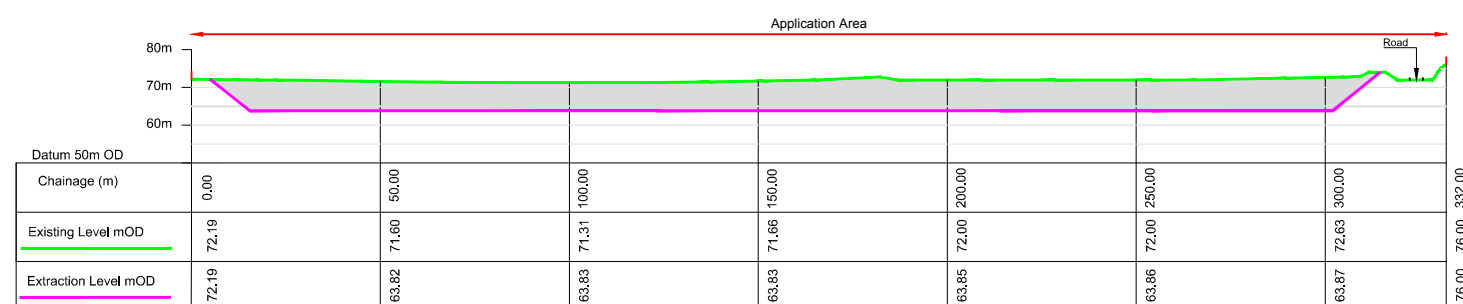 Application Area
Road
80m
70m
60m
Datum 50m OD
Chainage (m) 0.00 50.00 100.00 150.00 200.00 250.00 300.00 332.00
Existing Level mOD 72.19 71.60 71.31 71.66 72.00 72.00 72.63 76.00
Extraction Level mOD 72.19 63.82 63.83 63.83 63.85 63.86 63.87 76.00